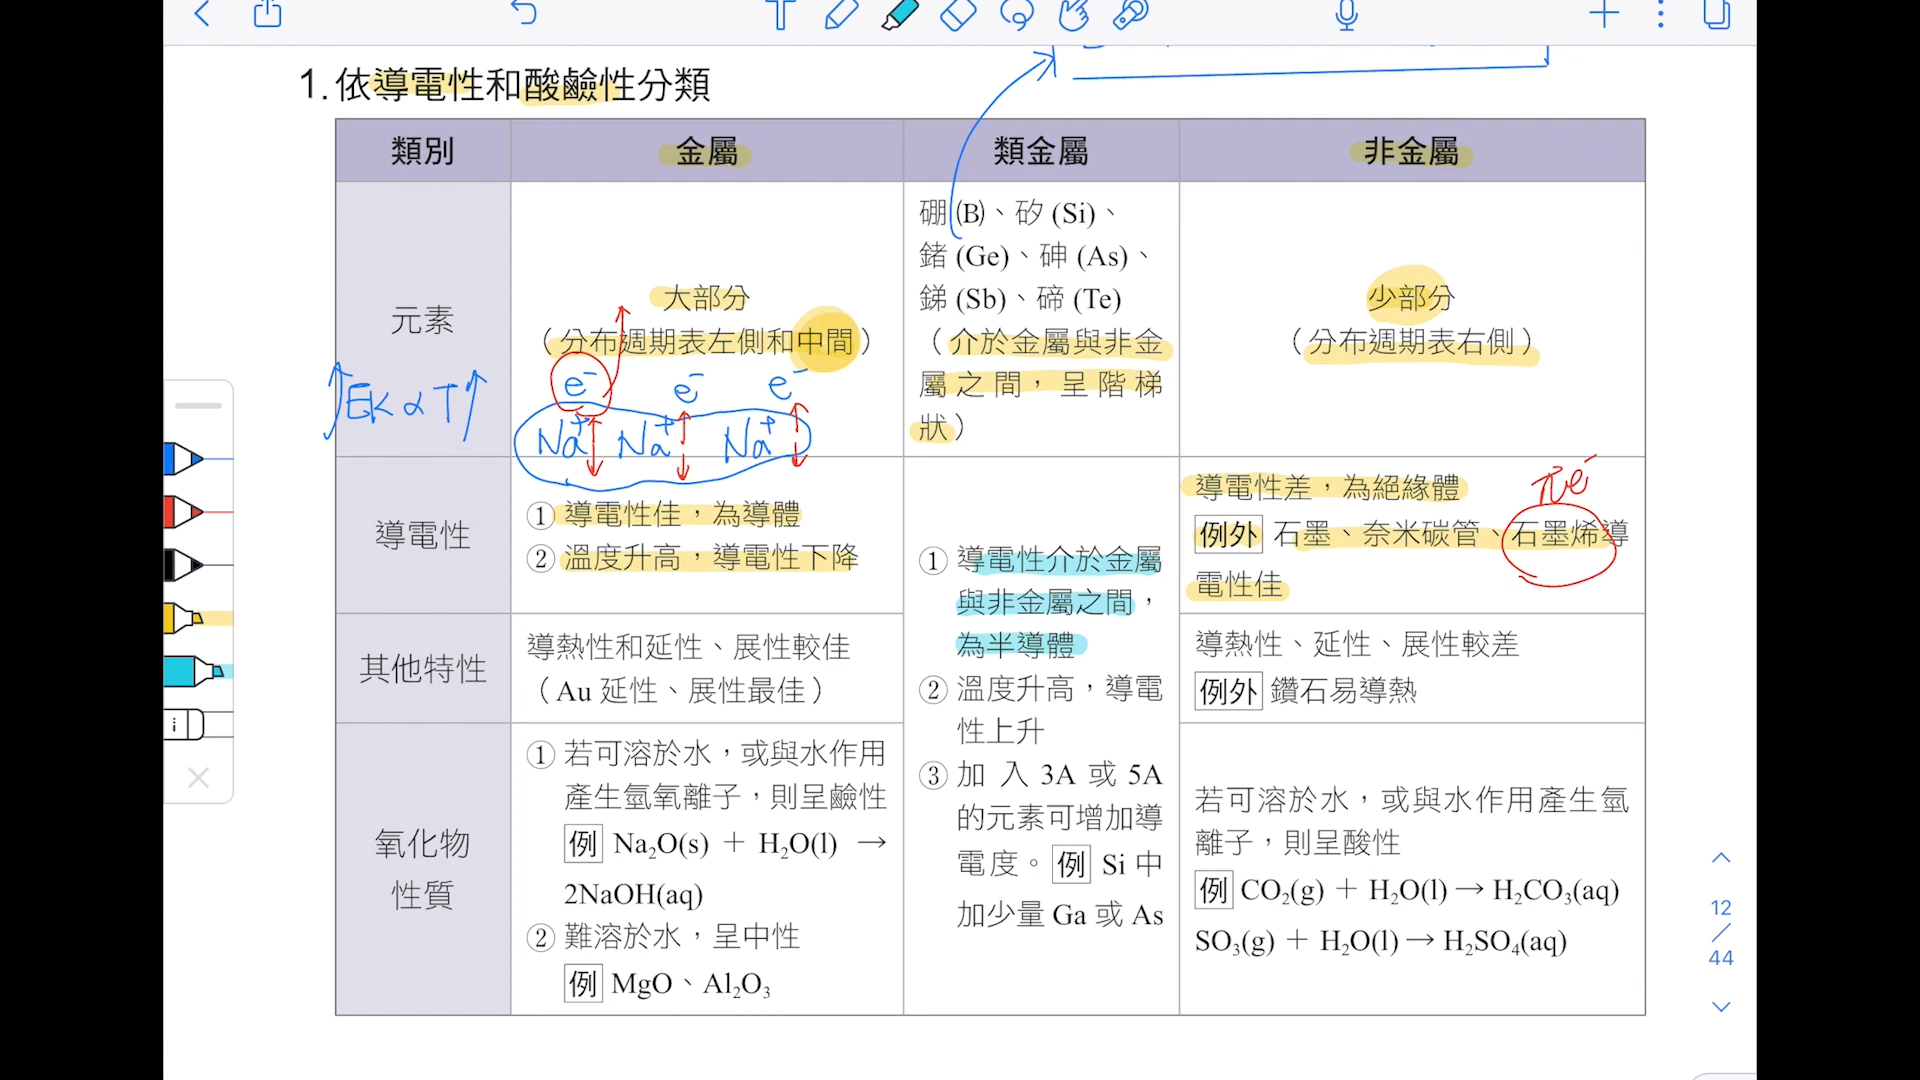 1. 依導電性和酸鹼性分類
類別
金屬
類金屬
非金屬
元素
EK∝T
大部分
（分布週期表左側和中間）
e⁻ e⁻ e⁻
Na⁺ Na⁺ Na⁺
硼 (B)、矽 (Si)、
鍺 (Ge)、砷 (As)、
銻 (Sb)、碲 (Te)
（介於金屬與非金
屬之間，呈階梯
狀）
少部分
（分布週期表右側）
導電性
① 導電性佳，為導體
② 溫度升高，導電性下降
① 導電性介於金屬
與非金屬之間，
為半導體
② 溫度升高，導電
性上升
③ 加入 3A 或 5A
的元素可增加導
電度。例 Si 中
加少量 Ga 或 As
πe⁻
導電性差，為絕緣體
例外 石墨、奈米碳管、石墨烯導
電性佳
其他特性
導熱性和延性、展性較佳
（Au 延性、展性最佳）
導熱性、延性、展性較差
例外 鑽石易導熱
氧化物
性質
① 若可溶於水，或與水作用
產生氫氧離子，則呈鹼性
例 Na₂O(s) ＋ H₂O(l) →
2NaOH(aq)
② 難溶於水，呈中性
例 MgO、Al₂O₃
若可溶於水，或與水作用產生氫
離子，則呈酸性
例 CO₂(g) ＋ H₂O(l) → H₂CO₃(aq)
SO₃(g) ＋ H₂O(l) → H₂SO₄(aq)
12
/
44